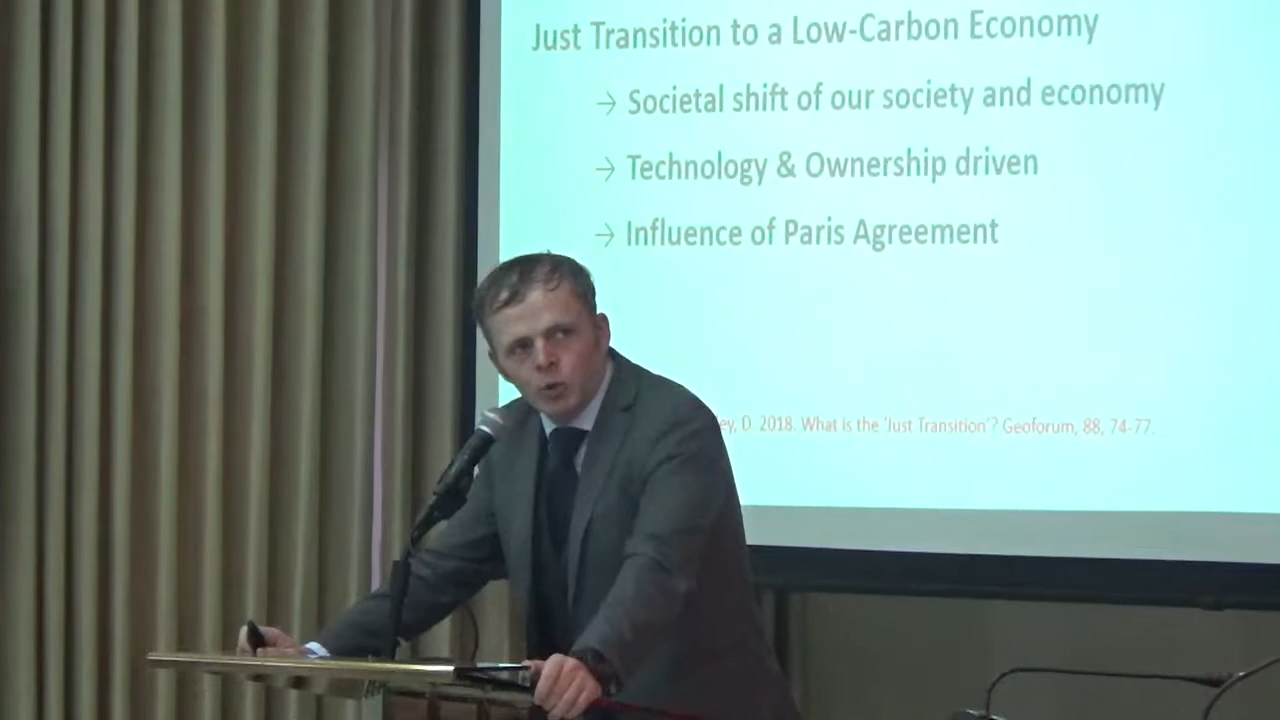 Just Transition to a Low-Carbon Economy
→ Societal shift of our society and economy
→ Technology & Ownership driven
→ Influence of Paris Agreement
D. 2018. What is the 'Just Transition'? Geoforum, 88, 74-77.